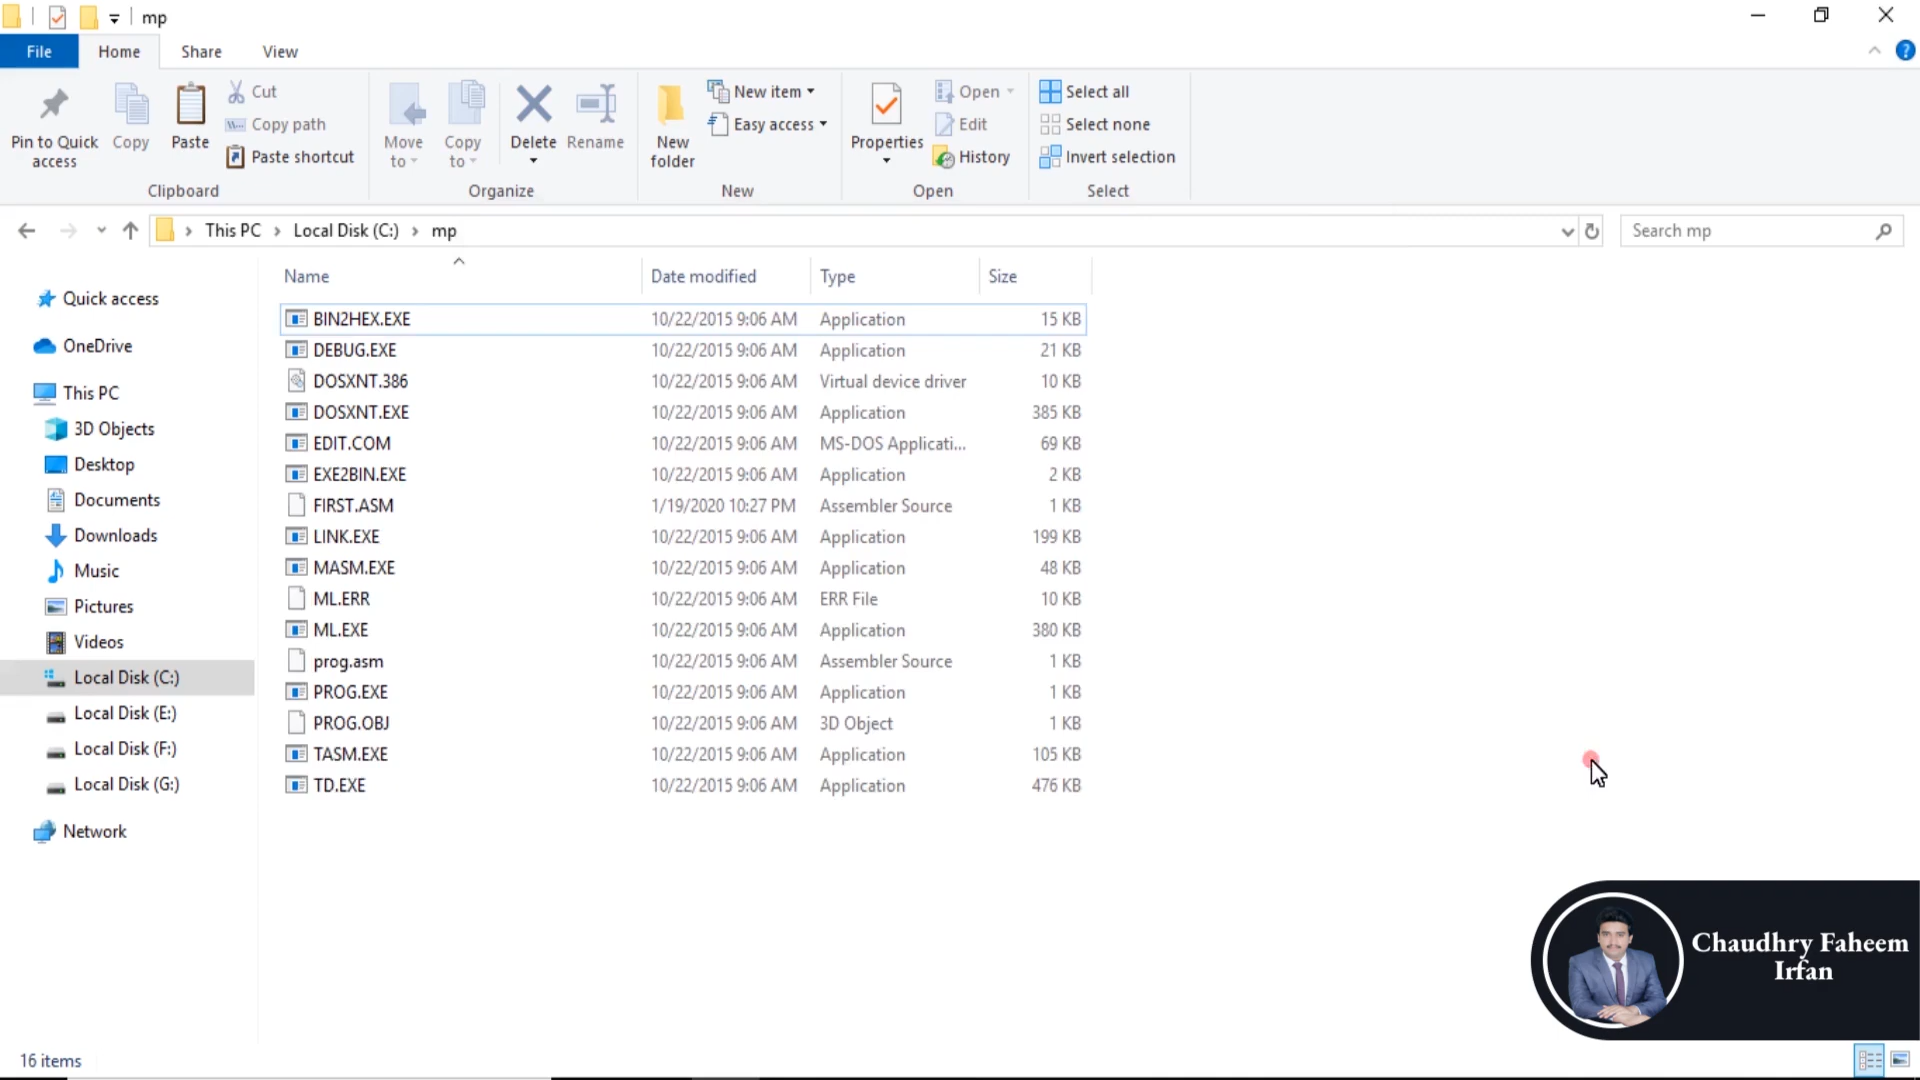 mp
File Home Share View
Pin to Quick access
Copy
Paste
Cut
Copy path
Paste shortcut
Clipboard
Move to
Copy to
Delete
Rename
Organize
New folder
New item
Easy access
New
Properties
Open
Edit
History
Open
Select all
Select none
Invert selection
Select
This PC Local Disk (C:) mp
Search mp
Quick access
OneDrive
This PC
3D Objects
Desktop
Documents
Downloads
Music
Pictures
Videos
Local Disk (C:)
Local Disk (E:)
Local Disk (F:)
Local Disk (G:)
Network
Name Date modified Type Size
BIN2HEX.EXE 10/22/2015 9:06 AM Application 15 KB
DEBUG.EXE 10/22/2015 9:06 AM Application 21 KB
DOSXNT.386 10/22/2015 9:06 AM Virtual device driver 10 KB
DOSXNT.EXE 10/22/2015 9:06 AM Application 385 KB
EDIT.COM 10/22/2015 9:06 AM MS-DOS Applicati... 69 KB
EXE2BIN.EXE 10/22/2015 9:06 AM Application 2 KB
FIRST.ASM 1/19/2020 10:27 PM Assembler Source 1 KB
LINK.EXE 10/22/2015 9:06 AM Application 199 KB
MASM.EXE 10/22/2015 9:06 AM Application 48 KB
ML.ERR 10/22/2015 9:06 AM ERR File 10 KB
ML.EXE 10/22/2015 9:06 AM Application 380 KB
prog.asm 10/22/2015 9:06 AM Assembler Source 1 KB
PROG.EXE 10/22/2015 9:06 AM Application 1 KB
PROG.OBJ 10/22/2015 9:06 AM 3D Object 1 KB
TASM.EXE 10/22/2015 9:06 AM Application 105 KB
TD.EXE 10/22/2015 9:06 AM Application 476 KB
Chaudhry Faheem
Irfan
16 items